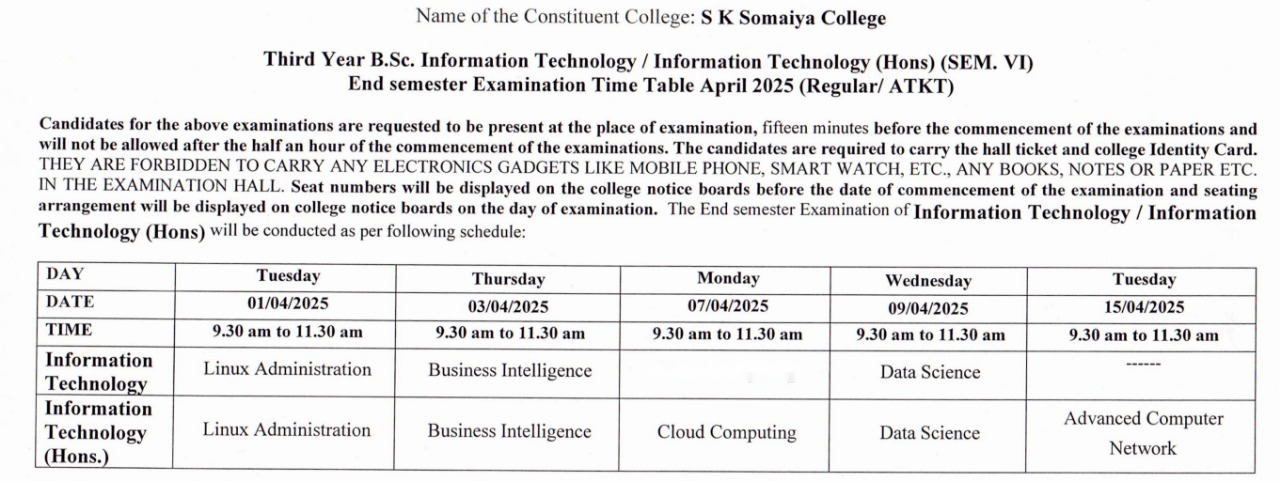 Name of the Constituent College: S K Somaiya College
Third Year B.Sc. Information Technology / Information Technology (Hons) (SEM. VI)
End semester Examination Time Table April 2025 (Regular/ ATKT)
Candidates for the above examinations are requested to be present at the place of examination, fifteen minutes before the commencement of the examinations and
will not be allowed after the half an hour of the commencement of the examinations. The candidates are required to carry the hall ticket and college Identity Card.
THEY ARE FORBIDDEN TO CARRY ANY ELECTRONICS GADGETS LIKE MOBILE PHONE, SMART WATCH, ETC., ANY BOOKS, NOTES OR PAPER ETC.
IN THE EXAMINATION HALL. Seat numbers will be displayed on the college notice boards before the date of commencement of the examination and seating
arrangement will be displayed on college notice boards on the day of examination. The End semester Examination of Information Technology / Information
Technology (Hons) will be conducted as per following schedule:
DAY Tuesday Thursday Monday Wednesday Tuesday
DATE 01/04/2025 03/04/2025 07/04/2025 09/04/2025 15/04/2025
TIME 9.30 am to 11.30 am 9.30 am to 11.30 am 9.30 am to 11.30 am 9.30 am to 11.30 am 9.30 am to 11.30 am
Information
Technology Linux Administration Business Intelligence Data Science ------
Information
Technology
(Hons.) Linux Administration Business Intelligence Cloud Computing Data Science Advanced Computer
Network